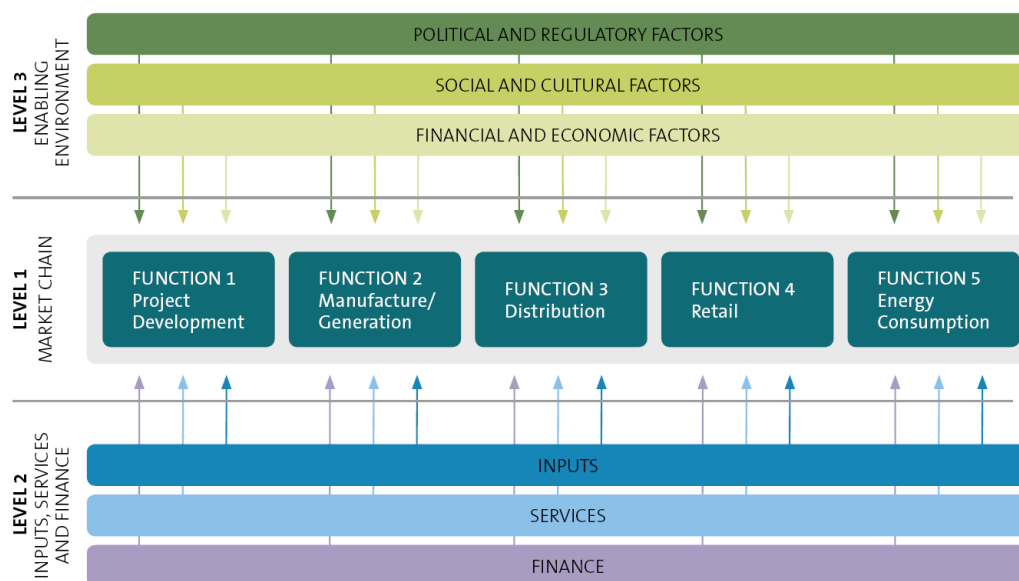 LEVEL 3
ENABLING
ENVIRONMENT
POLITICAL AND REGULATORY FACTORS
SOCIAL AND CULTURAL FACTORS
FINANCIAL AND ECONOMIC FACTORS
LEVEL 1
MARKET CHAIN
FUNCTION 1
Project
Development
FUNCTION 2
Manufacture/
Generation
FUNCTION 3
Distribution
FUNCTION 4
Retail
FUNCTION 5
Energy
Consumption
LEVEL 2
INPUTS, SERVICES
AND FINANCE
INPUTS
SERVICES
FINANCE